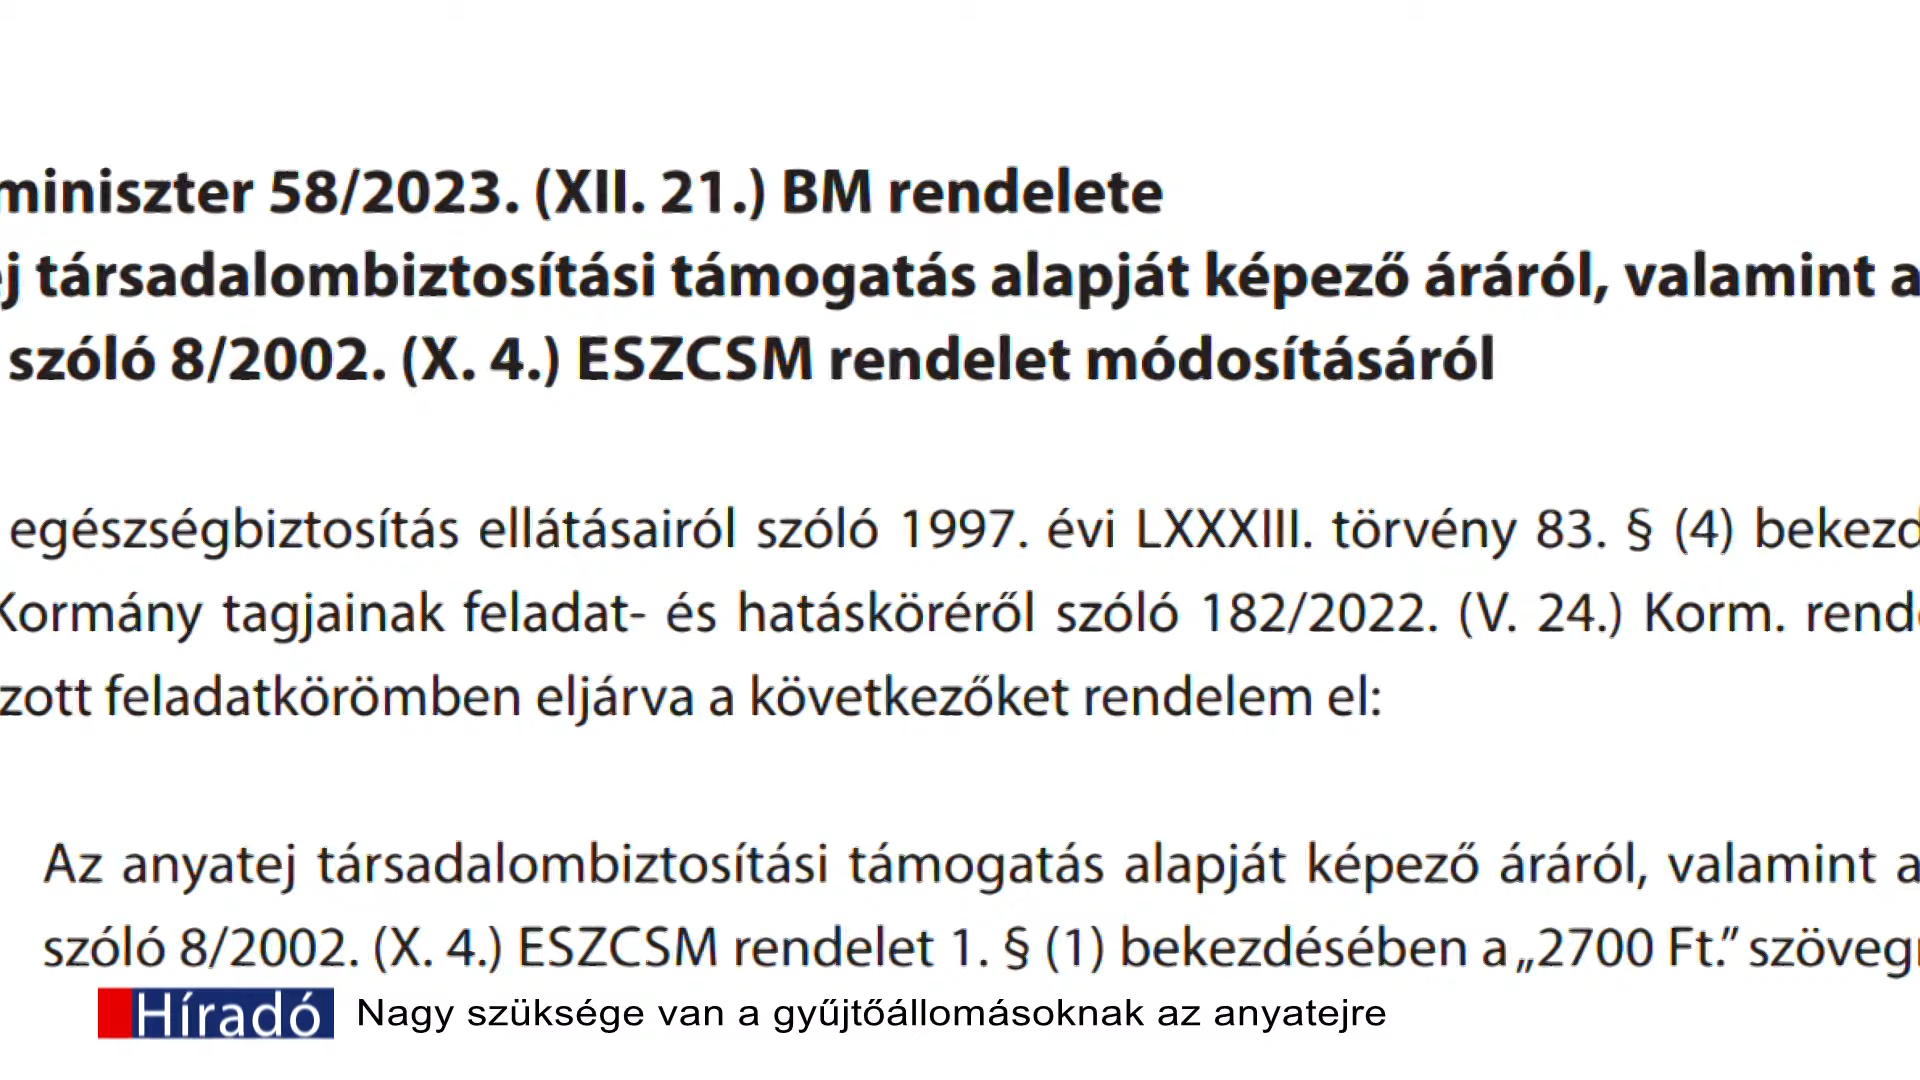 miniszter 58/2023. (XII. 21.) BM rendelete
j társadalombiztosítási támogatás alapját képező áráról, valamint a
szóló 8/2002. (X. 4.) ESZCSM rendelet módosításáról
egészségbiztosítás ellátásairól szóló 1997. évi LXXXIII. törvény 83. § (4) bekezd
Kormány tagjainak feladat- és hatásköréről szóló 182/2022. (V. 24.) Korm. rend
zott feladatkörömben eljárva a következőket rendelem el:
Az anyatej társadalombiztosítási támogatás alapját képező áráról, valamint a
szóló 8/2002. (X. 4.) ESZCSM rendelet 1. § (1) bekezdésében a „2700 Ft.” szöveg
Híradó Nagy szüksége van a gyűjtőállomásoknak az anyatejre